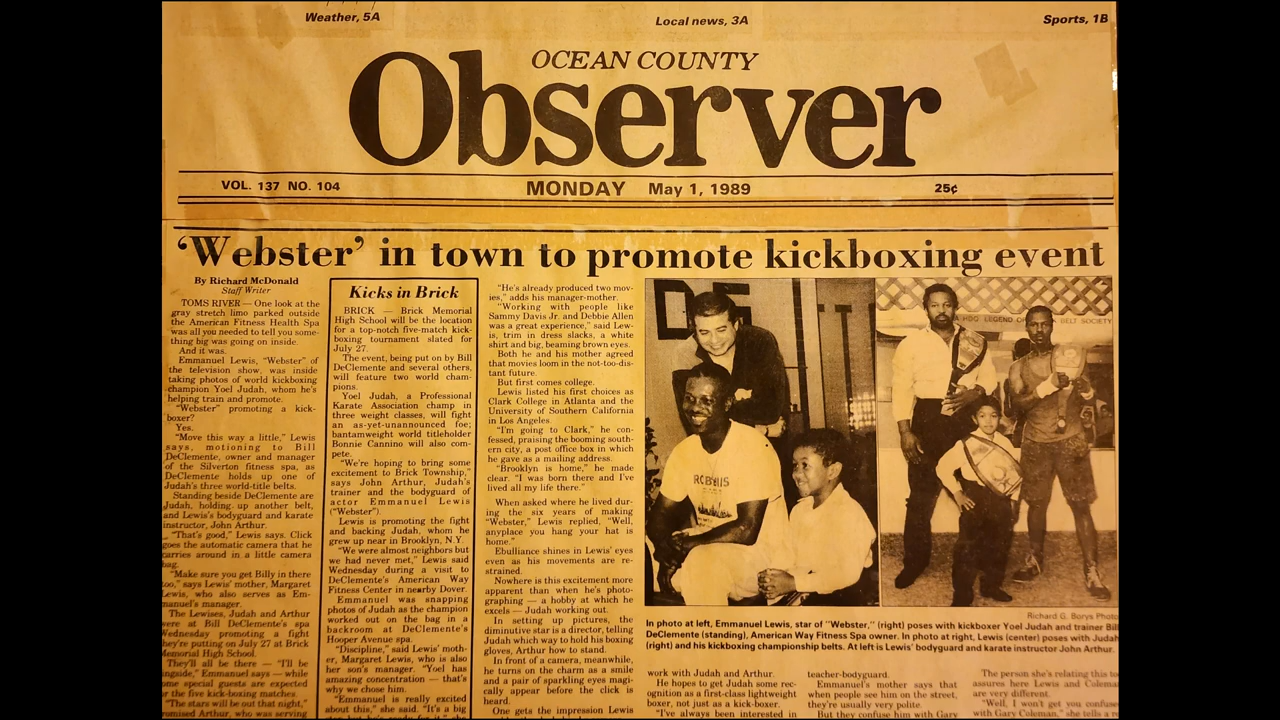 Weather, 5A
Local news, 3A
Sports, 1B
OCEAN COUNTY
Observer
VOL. 137 NO. 104
MONDAY May 1, 1989
25¢
'Webster' in town to promote kickboxing event
By Richard McDonald
Staff Writer
TOMS RIVER — One look at the
gray stretch limo parked outside
the American Fitness Health Spa
was all you needed to tell you some-
thing big was going on inside.
And it was.
Emmanuel Lewis, "Webster" of
the television show, was inside
taking photos of world kickboxing
champion Yoel Judah, whom he's
helping train and promote.
"Webster" promoting a kick-
boxer?
Yes.
"Move this way a little," Lewis
says, motioning to Bill
DeClemente, owner and manager
of the Silverton fitness spa, as
DeClemente holds up one of
Judah's three world-title belts.
Standing beside DeClemente are
Judah, holding up another belt,
and Lewis's bodyguard and karate
instructor, John Arthur.
"That's good," Lewis says. Click
goes the automatic camera that he
carries around in a little camera
bag.
"Make sure you get Billy in there
too," says Lewis' mother, Margaret
Lewis, who also serves as Em-
manuel's manager.
The Lewises, Judah and Arthur
were at Bill DeClemente's spa
Wednesday promoting a fight
they're putting on July 27 at Brick
Memorial High School.
They'll all be there — "I'll be
ringside," Emmanuel says — while
some special guests are expected
for the five kick-boxing matches.
"The stars will be out that night,"
promised Arthur, who was serving
Kicks in Brick
BRICK — Brick Memorial
High School will be the location
for a top-notch five-match kick-
boxing tournament slated for
July 27.
The event, being put on by Bill
DeClemente and several others,
will feature two world cham-
pions.
Yoel Judah, a Professional
Karate Association champ in
three weight classes, will fight
an as-yet-unannounced foe;
bantamweight world titleholder
Bonnie Cannino will also com-
pete.
"We're hoping to bring some
excitement to Brick Township,"
says John Arthur, Judah's
trainer and the bodyguard of
actor Emmanuel Lewis
("Webster").
Lewis is promoting the fight
and backing Judah, whom he
grew up near in Brooklyn, N.Y.
"We were almost neighbors but
we had never met," Lewis said
Wednesday during a visit to
DeClemente's American Way
Fitness Center in nearby Dover.
Emmanuel was snapping
photos of Judah as the champion
worked out on the bag in a
backroom at DeClemente's
Hooper Avenue spa.
"Discipline," said Lewis' moth-
er, Margaret Lewis, who is also
her son's manager. "Yoel has
amazing concentration — that's
why we chose him.
"Emmanuel is really excited
about this," she said. "It's a big
"He's already produced two mov-
ies," adds his manager-mother.
"Working with people like
Sammy Davis Jr. and Debbie Allen
was a great experience," said Lew-
is, trim in dress slacks, a white
shirt and big, beaming brown eyes.
Both he and his mother agreed
that movies loom in the not-too-dis-
tant future.
But first comes college.
Lewis listed his first choices as
Clark College in Atlanta and the
University of Southern California
in Los Angeles.
"I'm going to Clark," he con-
fessed, praising the booming south-
ern city, a post office box in which
he gave as a mailing address.
"Brooklyn is home," he made
clear. "I was born there and I've
lived all my life there."
When asked where he lived dur-
ing the six years of making
"Webster," Lewis replied, "Well,
anyplace you hang your hat is
home."
Ebulliance shines in Lewis' eyes
even as his movements are re-
strained.
Nowhere is this excitement more
apparent than when he's photo-
graphing — a hobby at which he
excels — Judah working out.
In setting up pictures, the
diminutive star is a director, telling
Judah which way to hold his boxing
gloves, Arthur how to stand.
In front of a camera, meanwhile,
he turns on the charm as a smile
and a pair of sparkling eyes magi-
cally appear before the click is
heard.
One gets the impression Lewis
LEGEND
BELT SOCIETY
Richard G. Borys Photo
In photo at left, Emmanuel Lewis, star of "Webster," (right) poses with kickboxer Yoel Judah and trainer Bill
DeClemente (standing), American Way Fitness Spa owner. In photo at right, Lewis (center) poses with Judah
(right) and his kickboxing championship belts. At left is Lewis' bodyguard and karate instructor John Arthur.
work with Judah and Arthur.
He hopes to get Judah some rec-
ognition as a first-class lightweight
boxer, not just as a kick-boxer.
"I've always been interested in
teacher-bodyguard.
Emmanuel's mother says that
when people see him on the street,
they're usually very polite.
But they confuse him with Gary
The person she's relating this to
assures here Lewis and Coleman
are very different.
"Well, I won't get you confused
with Gary Coleman," she tells a